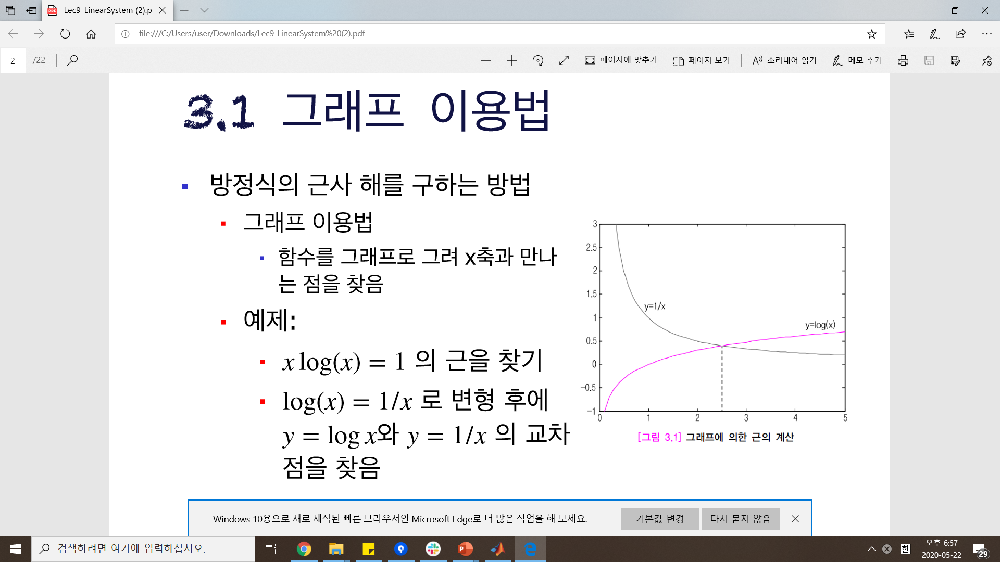 Lec9_LinearSystem (2).p
file:///C:/Users/user/Downloads/Lec9_LinearSystem%20(2).pdf
2 /22 페이지에 맞추기 페이지 보기 소리내어 읽기 메모 추가
3.1 그래프 이용법
방정식의 근사 해를 구하는 방법
그래프 이용법
함수를 그래프로 그려 x축과 만나
는 점을 찾음
예제:
x log(x) = 1 의 근을 찾기
log(x) = 1/x 로 변형 후에
y = log x와 y = 1/x 의 교차
점을 찾음
3
2.5
2
1.5
1
0.5
0
−0.5
−1
y=1/x
y=log(x)
0 1 2 3 4 5
[그림 3.1] 그래프에 의한 근의 계산
Windows 10용으로 새로 제작된 빠른 브라우저인 Microsoft Edge로 더 많은 작업을 해 보세요. 기본값 변경 다시 묻지 않음
검색하려면 여기에 입력하십시오.
한
오후 6:57
2020-05-22
29